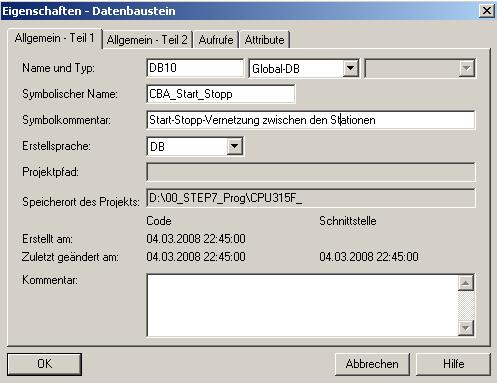 Eigenschaften - Datenbaustein
Allgemein - Teil 1 Allgemein - Teil 2 Aufrufe Attribute
Name und Typ: DB10 Global-DB
Symbolischer Name: CBA_Start_Stopp
Symbolkommentar: Start-Stopp-Vernetzung zwischen den Stationen
Erstellsprache: DB
Projektpfad:
Speicherort des Projekts: D:\00_STEP7_Prog\CPU315F_
Code Schnittstelle
Erstellt am: 04.03.2008 22:45:00
Zuletzt geändert am: 04.03.2008 22:45:00 04.03.2008 22:45:00
Kommentar:
OK Abbrechen Hilfe